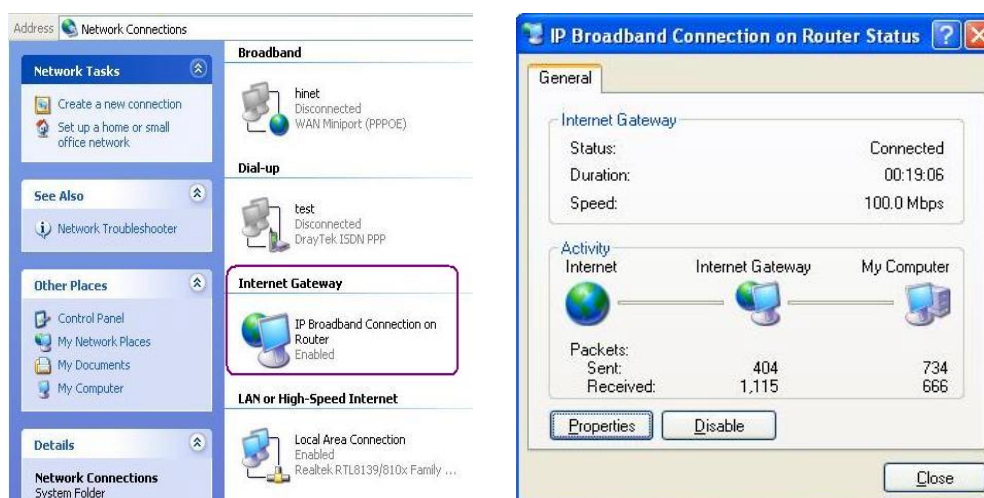 Address Network Connections
Network Tasks
Create a new connection
Set up a home or small
office network
See Also
Network Troubleshooter
Other Places
Control Panel
My Network Places
My Documents
My Computer
Details
Network Connections
System Folder
Broadband
hinet
Disconnected
WAN Miniport (PPPOE)
Dial-up
test
Disconnected
DrayTek ISDN PPP
Internet Gateway
IP Broadband Connection on
Router
Enabled
LAN or High-Speed Internet
Local Area Connection
Enabled
Realtek RTL8139/810x Family ...
IP Broadband Connection on Router Status
General
Internet Gateway
Status: Connected
Duration: 00:19:06
Speed: 100.0 Mbps
Activity
Internet Internet Gateway My Computer
Packets:
Sent: 404 734
Received: 1,115 666
Properties Disable
Close